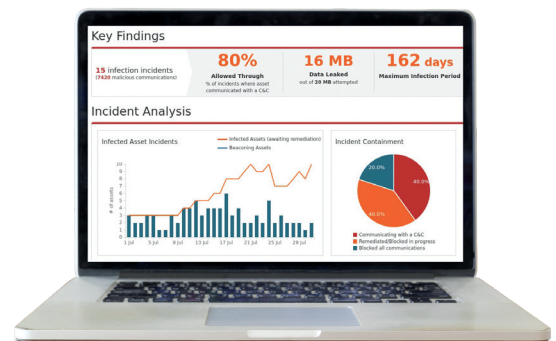 Key Findings
15 infection incidents
(7420 malicious communications)
80%
Allowed Through
% of incidents where asset
communicated with a C&C
16 MB
Data Leaked
out of 20 MB attempted
162 days
Maximum Infection Period
Incident Analysis
Infected Asset Incidents
Infected Assets (awaiting remediation)
Beaconing Assets
# of assets
10
9
8
7
6
5
4
3
2
1
0
1 Jul 5 Jul 9 Jul 13 Jul 17 Jul 21 Jul 25 Jul 29 Jul
Incident Containment
20.0%
40.0%
40.0%
Communicating with a C&C
Remediated/Blocked in progress
Blocked all communications